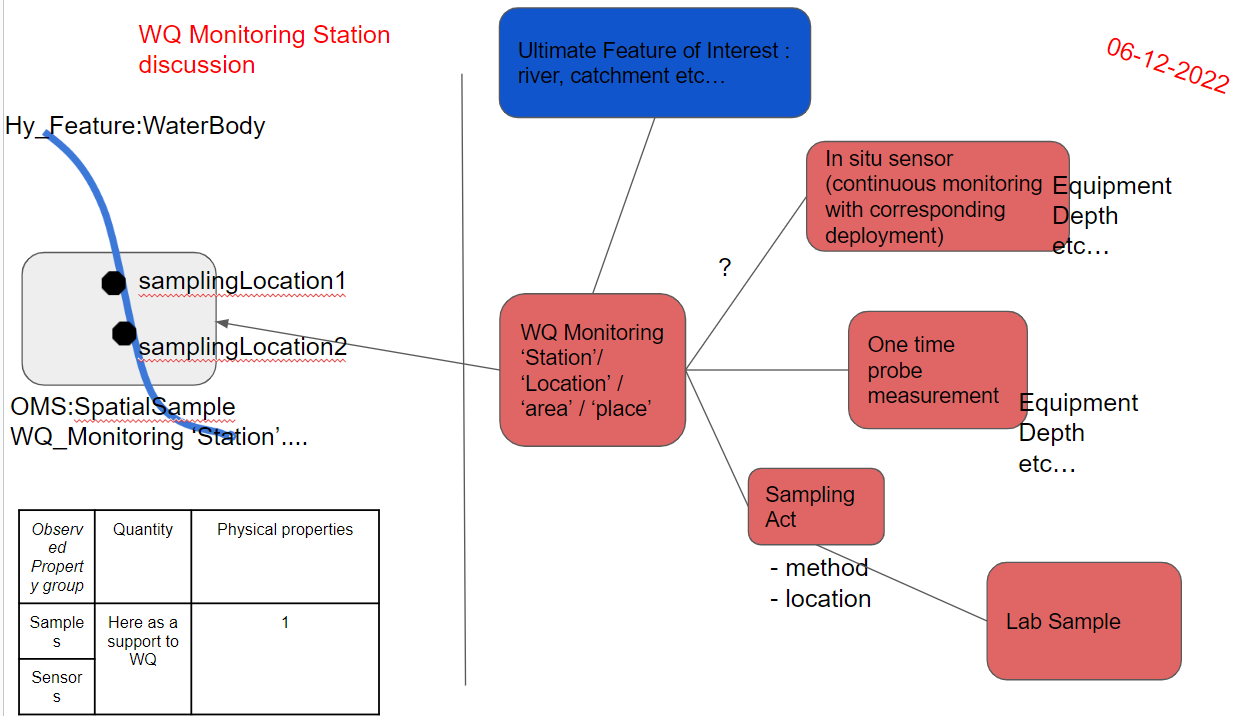 WQ Monitoring Station
discussion
Hy_Feature:WaterBody
samplingLocation1
samplingLocation2
OMS:SpatialSample
WQ_Monitoring ‘Station’....
Observ
ed
Propert
y group
Quantity
Physical properties
Sample
s
Here as a
support to
WQ
1
Sensor
s
Ultimate Feature of Interest :
river, catchment etc…
06-12-2022
In situ sensor
(continuous monitoring
with corresponding
deployment)
Equipment
Depth
etc…
?
WQ Monitoring
‘Station’/
‘Location’ /
‘area’ / ‘place’
One time
probe
measurement
Equipment
Depth
etc…
Sampling
Act
- method
- location
Lab Sample